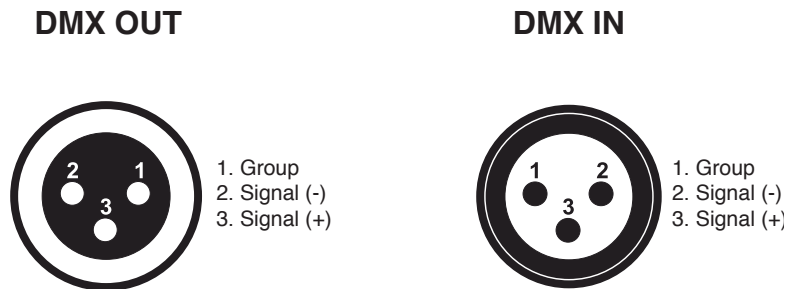 DMX OUT
DMX IN
2 1
3
1. Group
2. Signal (-)
3. Signal (+)
1 2
3
1. Group
2. Signal (-)
3. Signal (+)